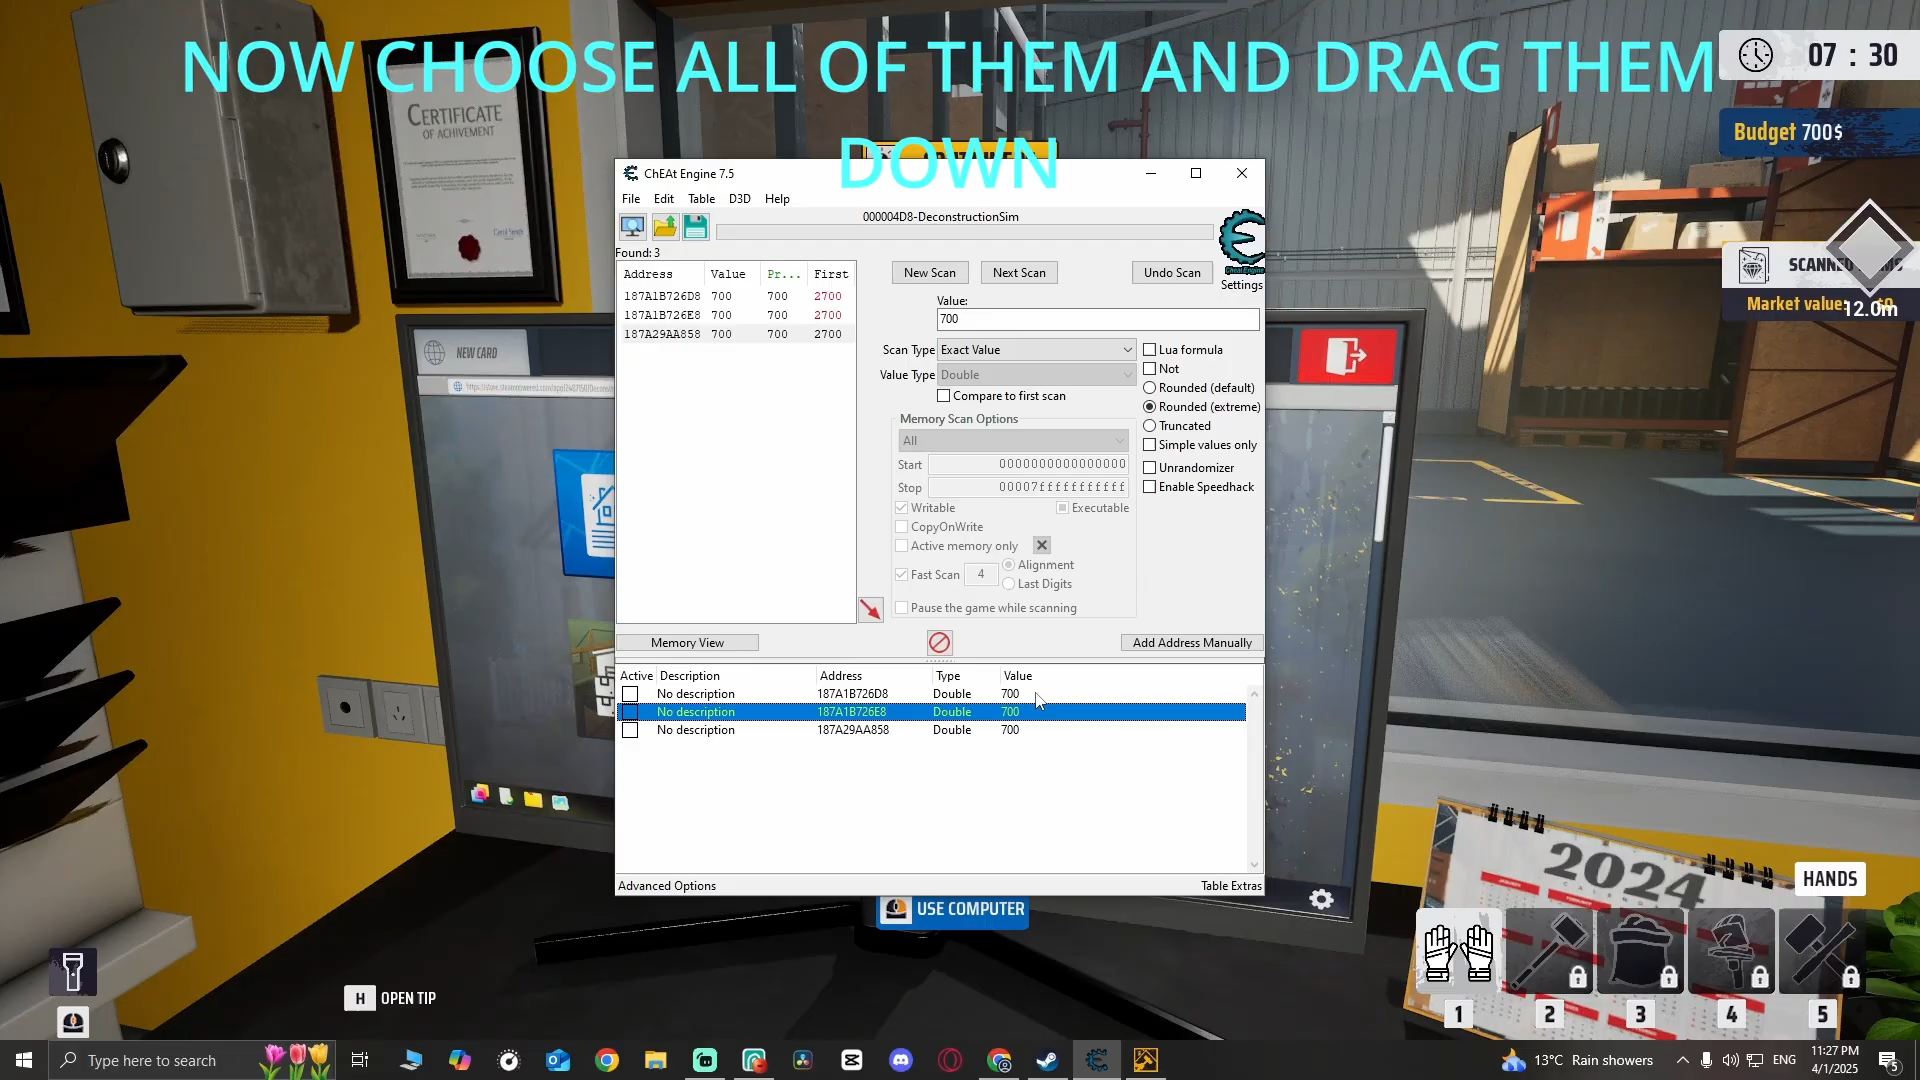 NOW CHOOSE ALL OF THEM AND DRAG THEM
DOWN
07 : 30
Budget 700$
CERTIFICATE
OF ACHIEVEMENT
ChEAt Engine 7.5
File Edit Table D3D Help
000004D8-DeconstructionSim
Found: 3
Address Value Pr... First
187A1B726D8 700 700 2700
187A1B726E8 700 700 2700
187A29AA858 700 700 2700
New Scan Next Scan Undo Scan
Settings
Value:
700
Scan Type Exact Value
Value Type Double
Compare to first scan
Lua formula
Not
Rounded (default)
Rounded (extreme)
Truncated
Simple values only
Unrandomizer
Enable Speedhack
Memory Scan Options
All
Start 0000000000000000
Stop 00007fffffffffff
Writable Executable
CopyOnWrite
Active memory only
Fast Scan 4 Alignment
Last Digits
Pause the game while scanning
Memory View
Add Address Manually
Active Description Address Type Value
No description 187A1B726D8 Double 700
No description 187A1B726E8 Double 700
No description 187A29AA858 Double 700
Advanced Options Table Extras
NEW CARD
SCANNED
Market value:
12.0m
USE COMPUTER
2024
HANDS
1 2 3 4 5
H OPEN TIP
Type here to search
13°C Rain showers
ENG
11:27 PM
4/1/2025
5